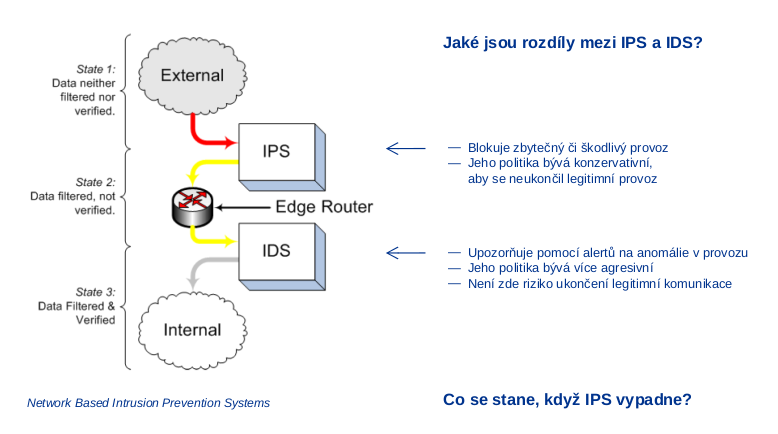 Jaké jsou rozdíly mezi IPS a IDS?
State 1:
Data neither
filtered nor
verified.
External
IPS
— Blokuje zbytečný či škodlivý provoz
— Jeho politika bývá konzervativní,
aby se neukončil legitimní provoz
State 2:
Data filtered, not
verified.
Edge Router
IDS
— Upozorňuje pomocí alertů na anomálie v provozu
— Jeho politika bývá více agresivní
— Není zde riziko ukončení legitimní komunikace
State 3:
Data Filtered &
Verified
Internal
Network Based Intrusion Prevention Systems
Co se stane, když IPS vypadne?